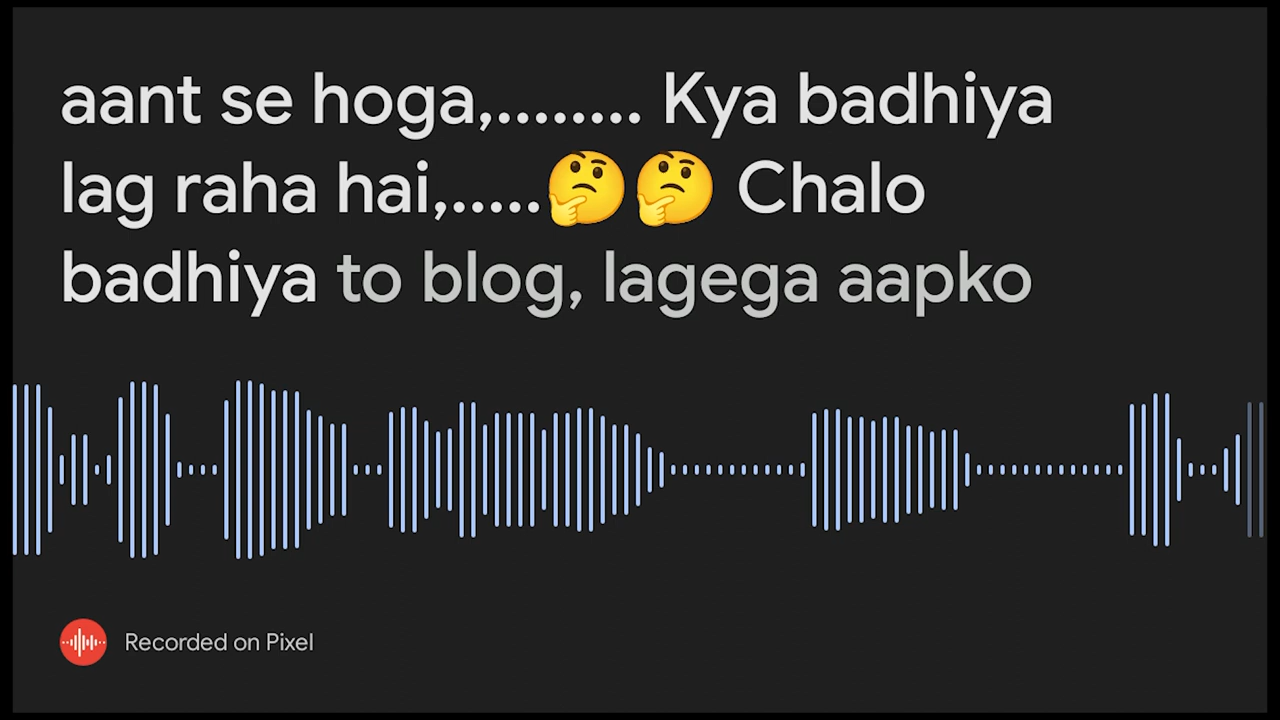 aant se hoga,........ Kya badhiya
lag raha hai,.....🤔🤔 Chalo
badhiya to blog, lagega aapko
Recorded on Pixel